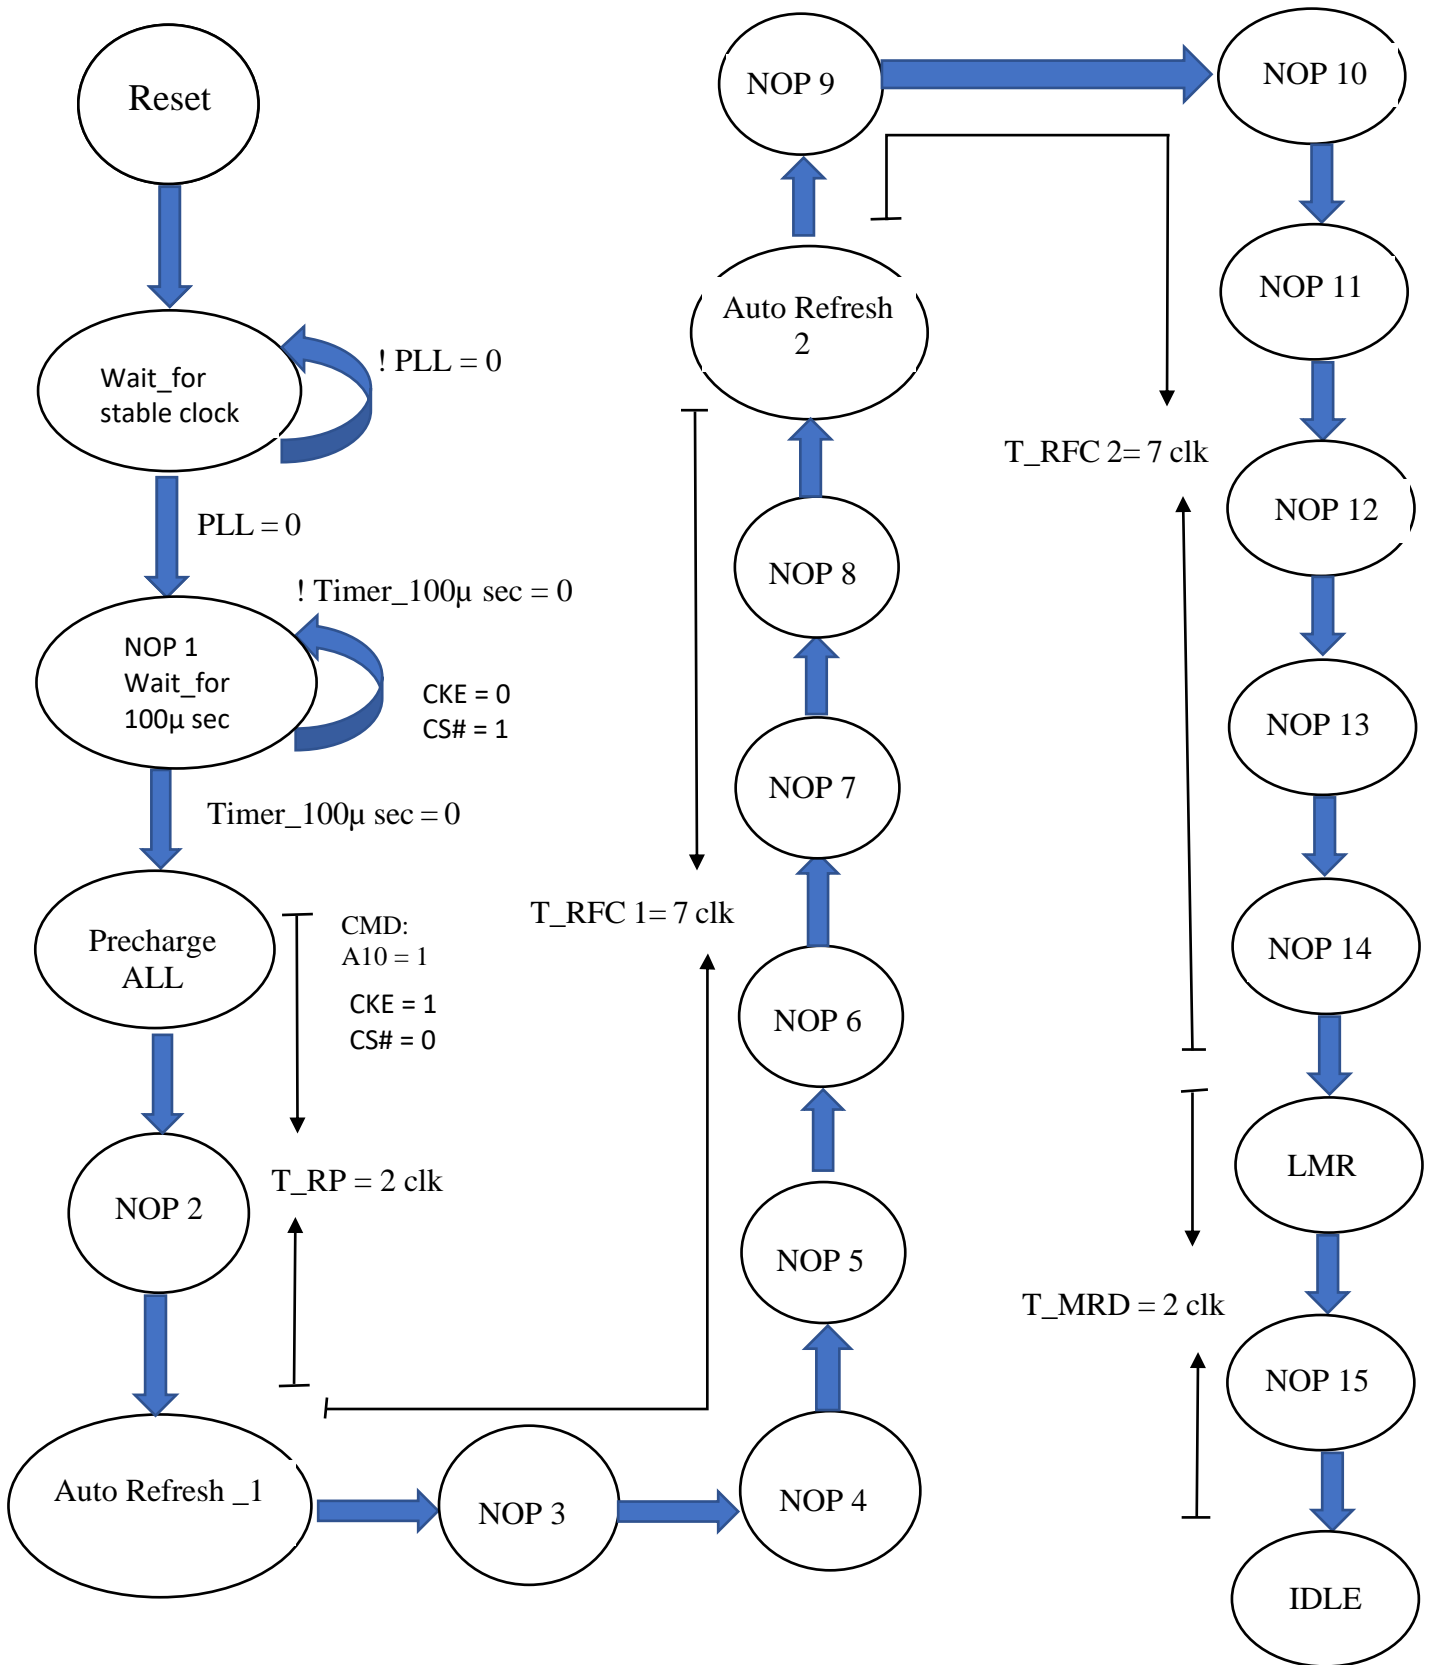 Reset
Wait_for
stable clock
! PLL = 0
PLL = 0
! Timer_100μ sec = 0
NOP 1
Wait_for
100μ sec
CKE = 0
CS# = 1
Timer_100μ sec = 0
Precharge
ALL
CMD:
A10 = 1
CKE = 1
CS# = 0
T_RP = 2 clk
NOP 2
Auto Refresh _1
NOP 3
NOP 4
NOP 5
NOP 6
T_RFC 1= 7 clk
NOP 7
NOP 8
Auto Refresh
2
NOP 9
T_RFC 2= 7 clk
NOP 10
NOP 11
NOP 12
NOP 13
NOP 14
LMR
T_MRD = 2 clk
NOP 15
IDLE